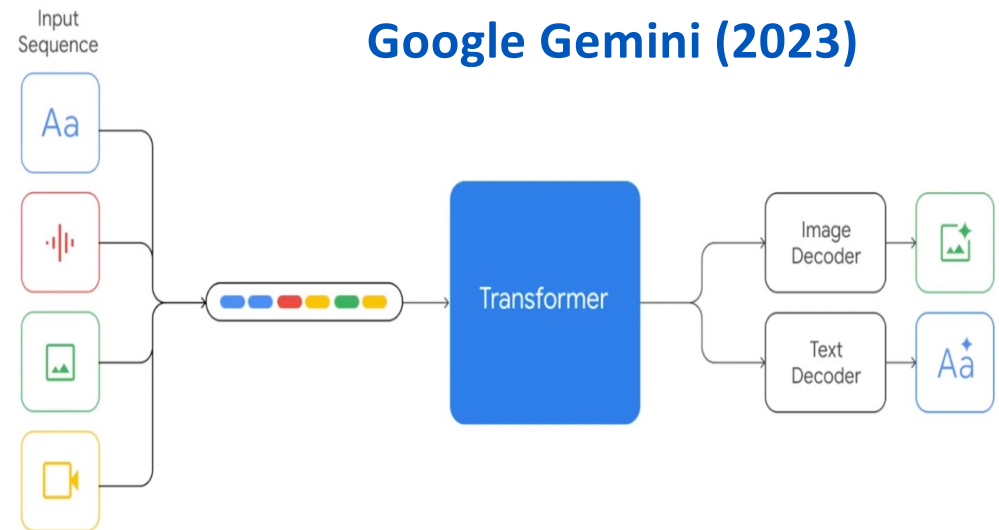 Input
Sequence
Google Gemini (2023)
Aa
Transformer
Image
Decoder
Text
Decoder
Aa